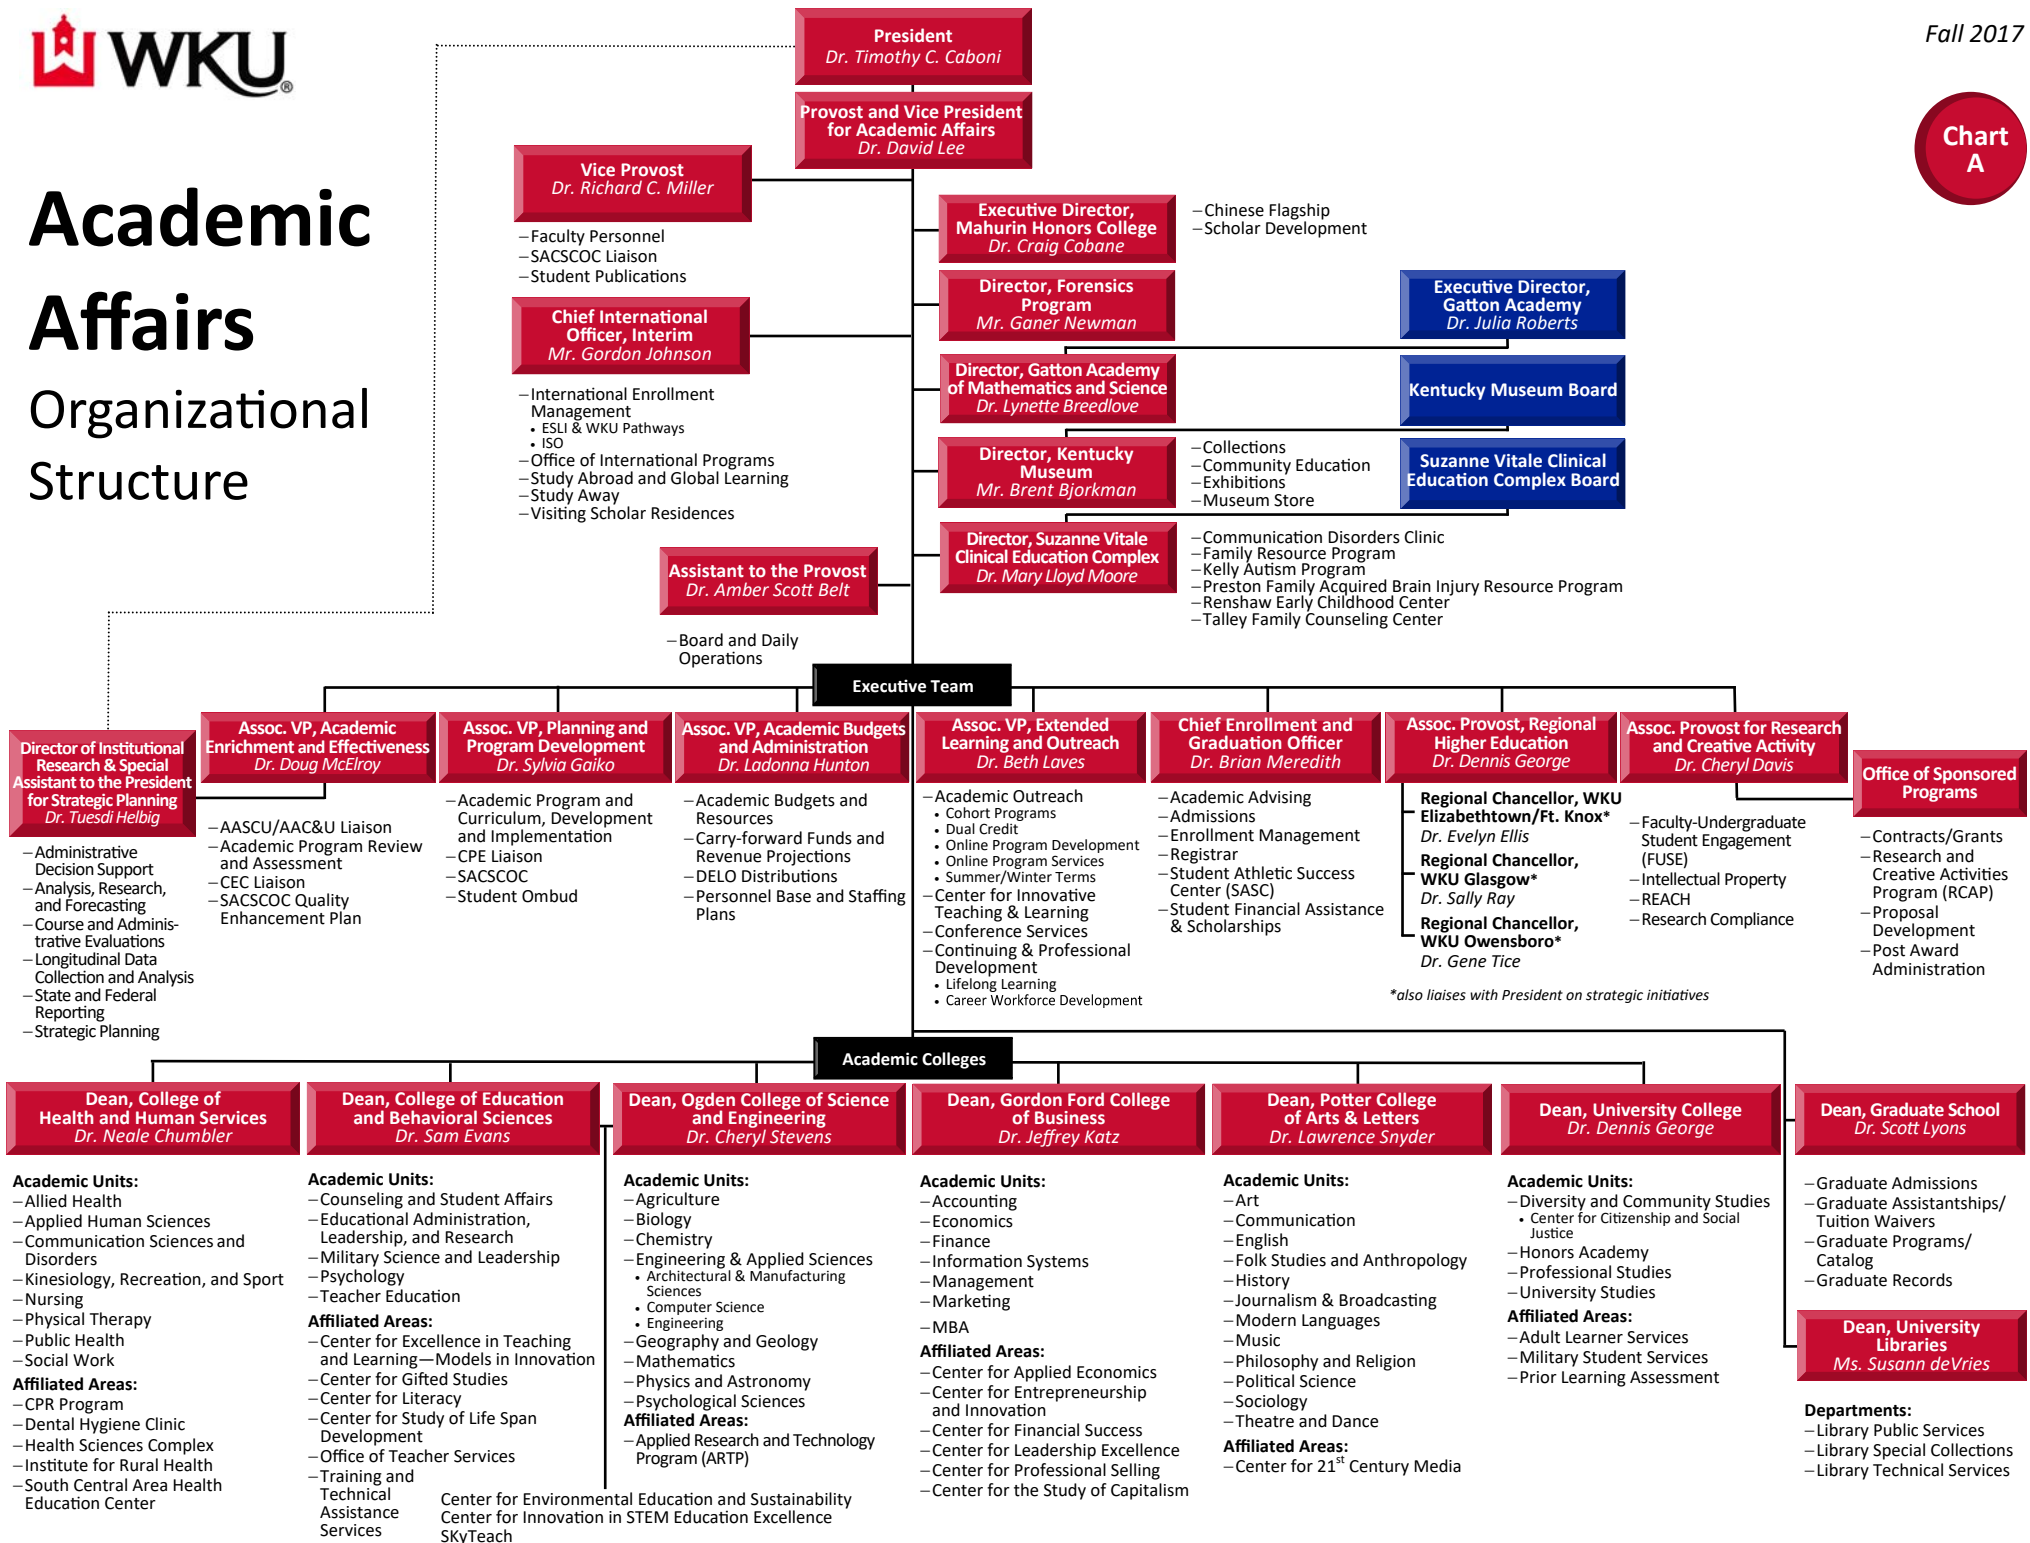 WKU®
Fall 2017
Chart
A
Academic
Affairs
Organizational
Structure
President
Dr. Timothy C. Caboni
Provost and Vice President
for Academic Affairs
Dr. David Lee
Vice Provost
Dr. Richard C. Miller
–Faculty Personnel
–SACSCOC Liaison
–Student Publications
Chief International
Officer, Interim
Mr. Gordon Johnson
–International Enrollment
Management
• ESLI & WKU Pathways
• ISO
–Office of International Programs
–Study Abroad and Global Learning
–Study Away
–Visiting Scholar Residences
Assistant to the Provost
Dr. Amber Scott Belt
–Board and Daily
Operations
Executive Director,
Mahurin Honors College
Dr. Craig Cobane
–Chinese Flagship
–Scholar Development
Director, Forensics
Program
Mr. Ganer Newman
Executive Director,
Gatton Academy
Dr. Julia Roberts
Director, Gatton Academy
of Mathematics and Science
Dr. Lynette Breedlove
Kentucky Museum Board
Director, Kentucky
Museum
Mr. Brent Bjorkman
–Collections
–Community Education
–Exhibitions
–Museum Store
Suzanne Vitale Clinical
Education Complex Board
Director, Suzanne Vitale
Clinical Education Complex
Dr. Mary Lloyd Moore
–Communication Disorders Clinic
–Family Resource Program
–Kelly Autism Program
–Preston Family Acquired Brain Injury Resource Program
–Renshaw Early Childhood Center
–Talley Family Counseling Center
Executive Team
Director of Institutional
Research & Special
Assistant to the President
for Strategic Planning
Dr. Tuesdi Helbig
–Administrative
Decision Support
–Analysis, Research,
and Forecasting
–Course and Adminis-
trative Evaluations
–Longitudinal Data
Collection and Analysis
–State and Federal
Reporting
–Strategic Planning
Assoc. VP, Academic
Enrichment and Effectiveness
Dr. Doug McElroy
–AASCU/AAC&U Liaison
–Academic Program Review
and Assessment
–CEC Liaison
–SACSCOC Quality
Enhancement Plan
Assoc. VP, Planning and
Program Development
Dr. Sylvia Gaiko
–Academic Program and
Curriculum, Development
and Implementation
–CPE Liaison
–SACSCOC
–Student Ombud
Assoc. VP, Academic Budgets
and Administration
Dr. Ladonna Hunton
–Academic Budgets and
Resources
–Carry-forward Funds and
Revenue Projections
–DELO Distributions
–Personnel Base and Staffing
Plans
Assoc. VP, Extended
Learning and Outreach
Dr. Beth Laves
–Academic Outreach
• Cohort Programs
• Dual Credit
• Online Program Development
• Online Program Services
• Summer/Winter Terms
–Center for Innovative
Teaching & Learning
–Conference Services
–Continuing & Professional
Development
• Lifelong Learning
• Career Workforce Development
Chief Enrollment and
Graduation Officer
Dr. Brian Meredith
–Academic Advising
–Admissions
–Enrollment Management
–Registrar
–Student Athletic Success
Center (SASC)
–Student Financial Assistance
& Scholarships
Assoc. Provost, Regional
Higher Education
Dr. Dennis George
Regional Chancellor, WKU
Elizabethtown/Ft. Knox*
Dr. Evelyn Ellis
Regional Chancellor,
WKU Glasgow*
Dr. Sally Ray
Regional Chancellor,
WKU Owensboro*
Dr. Gene Tice
*also liaises with President on strategic initiatives
Assoc. Provost for Research
and Creative Activity
Dr. Cheryl Davis
–Faculty-Undergraduate
Student Engagement
(FUSE)
–Intellectual Property
–REACH
–Research Compliance
Office of Sponsored
Programs
–Contracts/Grants
–Research and
Creative Activities
Program (RCAP)
–Proposal
Development
–Post Award
Administration
Academic Colleges
Dean, College of
Health and Human Services
Dr. Neale Chumbler
Academic Units:
–Allied Health
–Applied Human Sciences
–Communication Sciences and
Disorders
–Kinesiology, Recreation, and Sport
–Nursing
–Physical Therapy
–Public Health
–Social Work
Affiliated Areas:
–CPR Program
–Dental Hygiene Clinic
–Health Sciences Complex
–Institute for Rural Health
–South Central Area Health
Education Center
Dean, College of Education
and Behavioral Sciences
Dr. Sam Evans
Academic Units:
–Counseling and Student Affairs
–Educational Administration,
Leadership, and Research
–Military Science and Leadership
–Psychology
–Teacher Education
Affiliated Areas:
–Center for Excellence in Teaching
and Learning—Models in Innovation
–Center for Gifted Studies
–Center for Literacy
–Center for Study of Life Span
Development
–Office of Teacher Services
–Training and
Technical
Assistance
Services
Center for Environmental Education and Sustainability
Center for Innovation in STEM Education Excellence
SKyTeach
Dean, Ogden College of Science
and Engineering
Dr. Cheryl Stevens
Academic Units:
–Agriculture
–Biology
–Chemistry
–Engineering & Applied Sciences
• Architectural & Manufacturing
Sciences
• Computer Science
• Engineering
–Geography and Geology
–Mathematics
–Physics and Astronomy
–Psychological Sciences
Affiliated Areas:
–Applied Research and Technology
Program (ARTP)
Dean, Gordon Ford College
of Business
Dr. Jeffrey Katz
Academic Units:
–Accounting
–Economics
–Finance
–Information Systems
–Management
–Marketing
–MBA
Affiliated Areas:
–Center for Applied Economics
–Center for Entrepreneurship
and Innovation
–Center for Financial Success
–Center for Leadership Excellence
–Center for Professional Selling
–Center for the Study of Capitalism
Dean, Potter College
of Arts & Letters
Dr. Lawrence Snyder
Academic Units:
–Art
–Communication
–English
–Folk Studies and Anthropology
–History
–Journalism & Broadcasting
–Modern Languages
–Music
–Philosophy and Religion
–Political Science
–Sociology
–Theatre and Dance
Affiliated Areas:
–Center for 21st Century Media
Dean, University College
Dr. Dennis George
Academic Units:
–Diversity and Community Studies
• Center for Citizenship and Social
Justice
–Honors Academy
–Professional Studies
–University Studies
Affiliated Areas:
–Adult Learner Services
–Military Student Services
–Prior Learning Assessment
Dean, Graduate School
Dr. Scott Lyons
–Graduate Admissions
–Graduate Assistantships/
Tuition Waivers
–Graduate Programs/
Catalog
–Graduate Records
Dean, University
Libraries
Ms. Susann deVries
Departments:
–Library Public Services
–Library Special Collections
–Library Technical Services